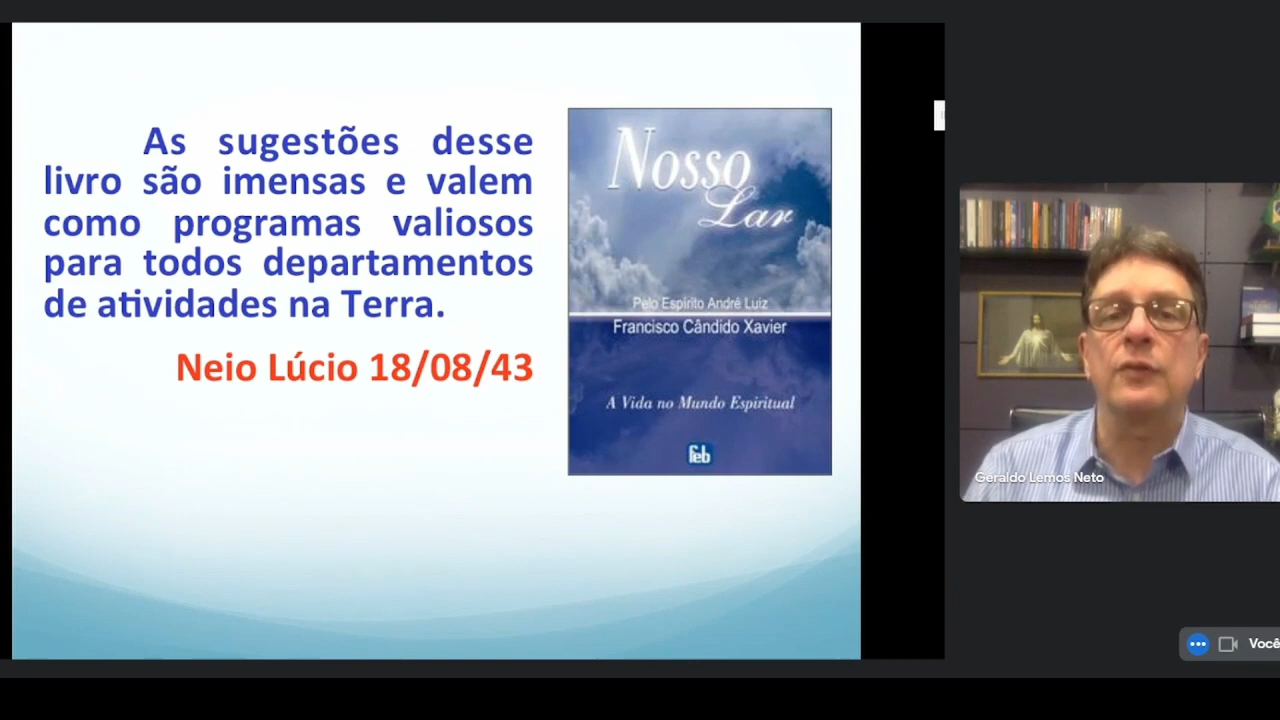 As sugestões desse
livro são imensas e valem
como programas valiosos
para todos departamentos
de atividades na Terra.
Neio Lúcio 18/08/43
Nosso
Lar
Pelo Espírito André Luiz
Francisco Cândido Xavier
A Vida no Mundo Espiritual
feb
Geraldo Lemos Neto
Você